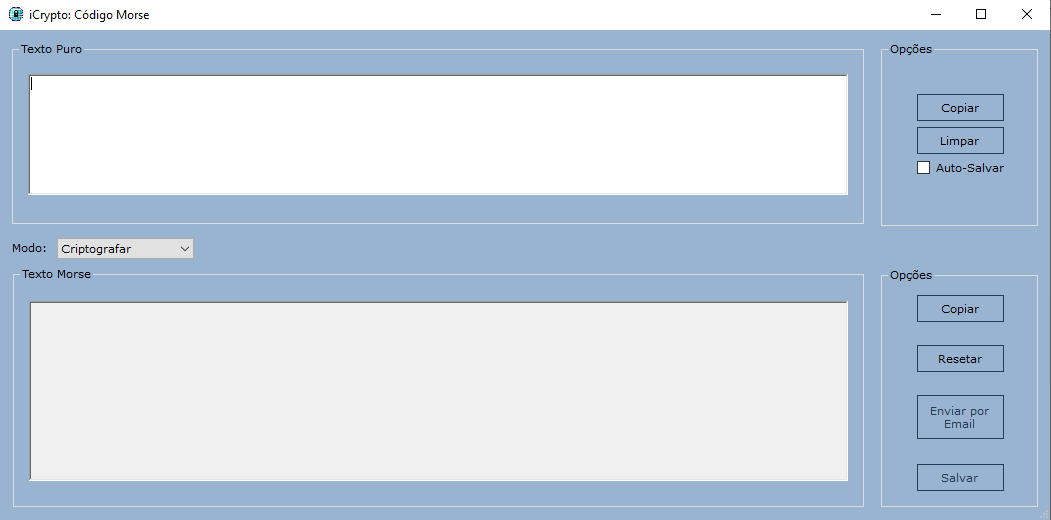 iCrypto: Código Morse
Texto Puro
Opções
Copiar
Limpar
Auto-Salvar
Modo:
Criptografar
Texto Morse
Opções
Copiar
Resetar
Enviar por
Email
Salvar